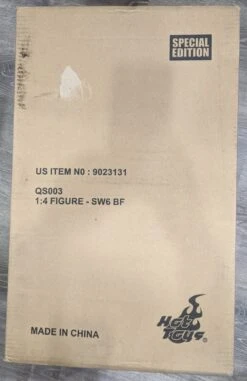 SPECIAL
EDITION
US ITEM NO : 9023131
QS003
1:4 FIGURE - SW6 BF
Hot
Toys®
MADE IN CHINA